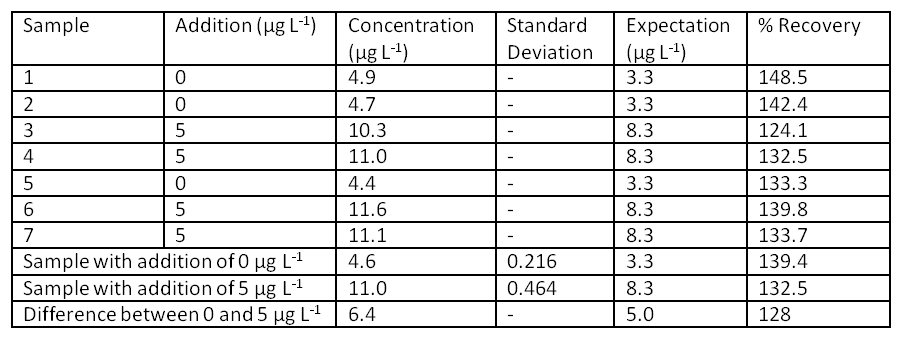 Sample Addition (µg L-1) Concentration (µg L-1) Standard Deviation Expectation (µg L-1) % Recovery
1 0 4.9 - 3.3 148.5
2 0 4.7 - 3.3 142.4
3 5 10.3 - 8.3 124.1
4 5 11.0 - 8.3 132.5
5 0 4.4 - 3.3 133.3
6 5 11.6 - 8.3 139.8
7 5 11.1 - 8.3 133.7
Sample with addition of 0 µg L-1 4.6 0.216 3.3 139.4
Sample with addition of 5 µg L-1 11.0 0.464 8.3 132.5
Difference between 0 and 5 µg L-1 6.4 - 5.0 128